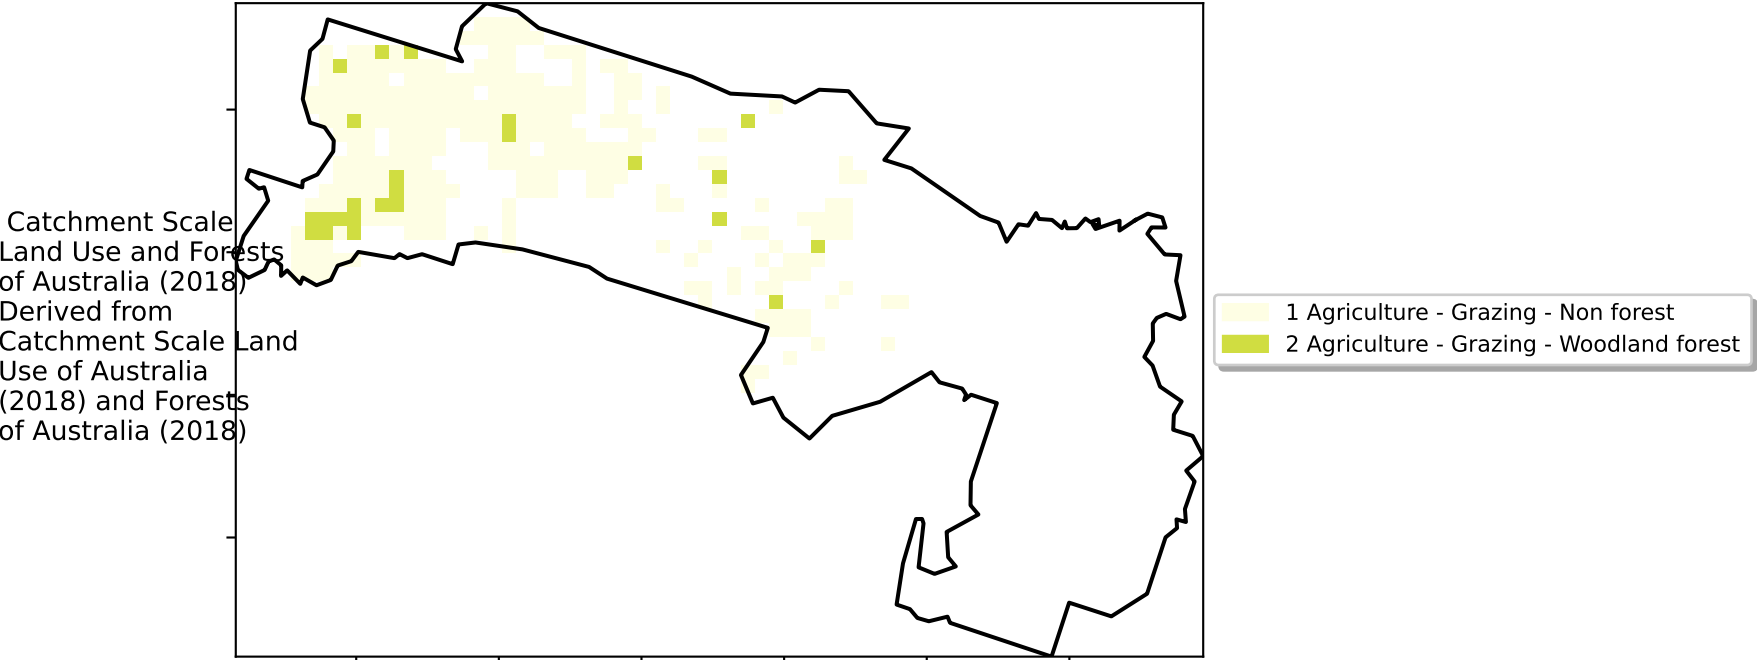 Catchment Scale
Land Use and Forests
of Australia (2018)
Derived from
Catchment Scale Land
Use of Australia
(2018) and Forests
of Australia (2018)
1 Agriculture - Grazing - Non forest
2 Agriculture - Grazing - Woodland forest